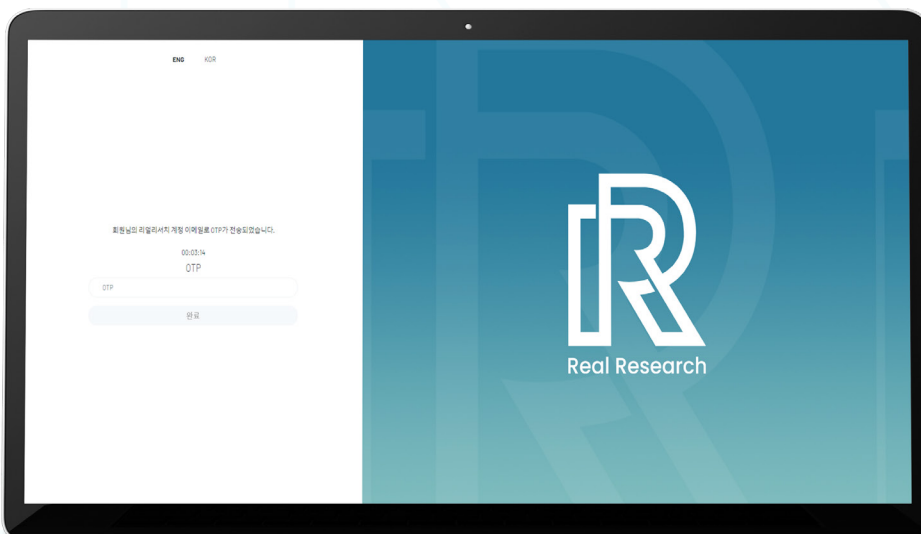 ENG KOR
회원님의 리얼리서치 계정 이메일로 OTP가 전송되었습니다.
00:03:14
OTP
OTP
완료
Real Research